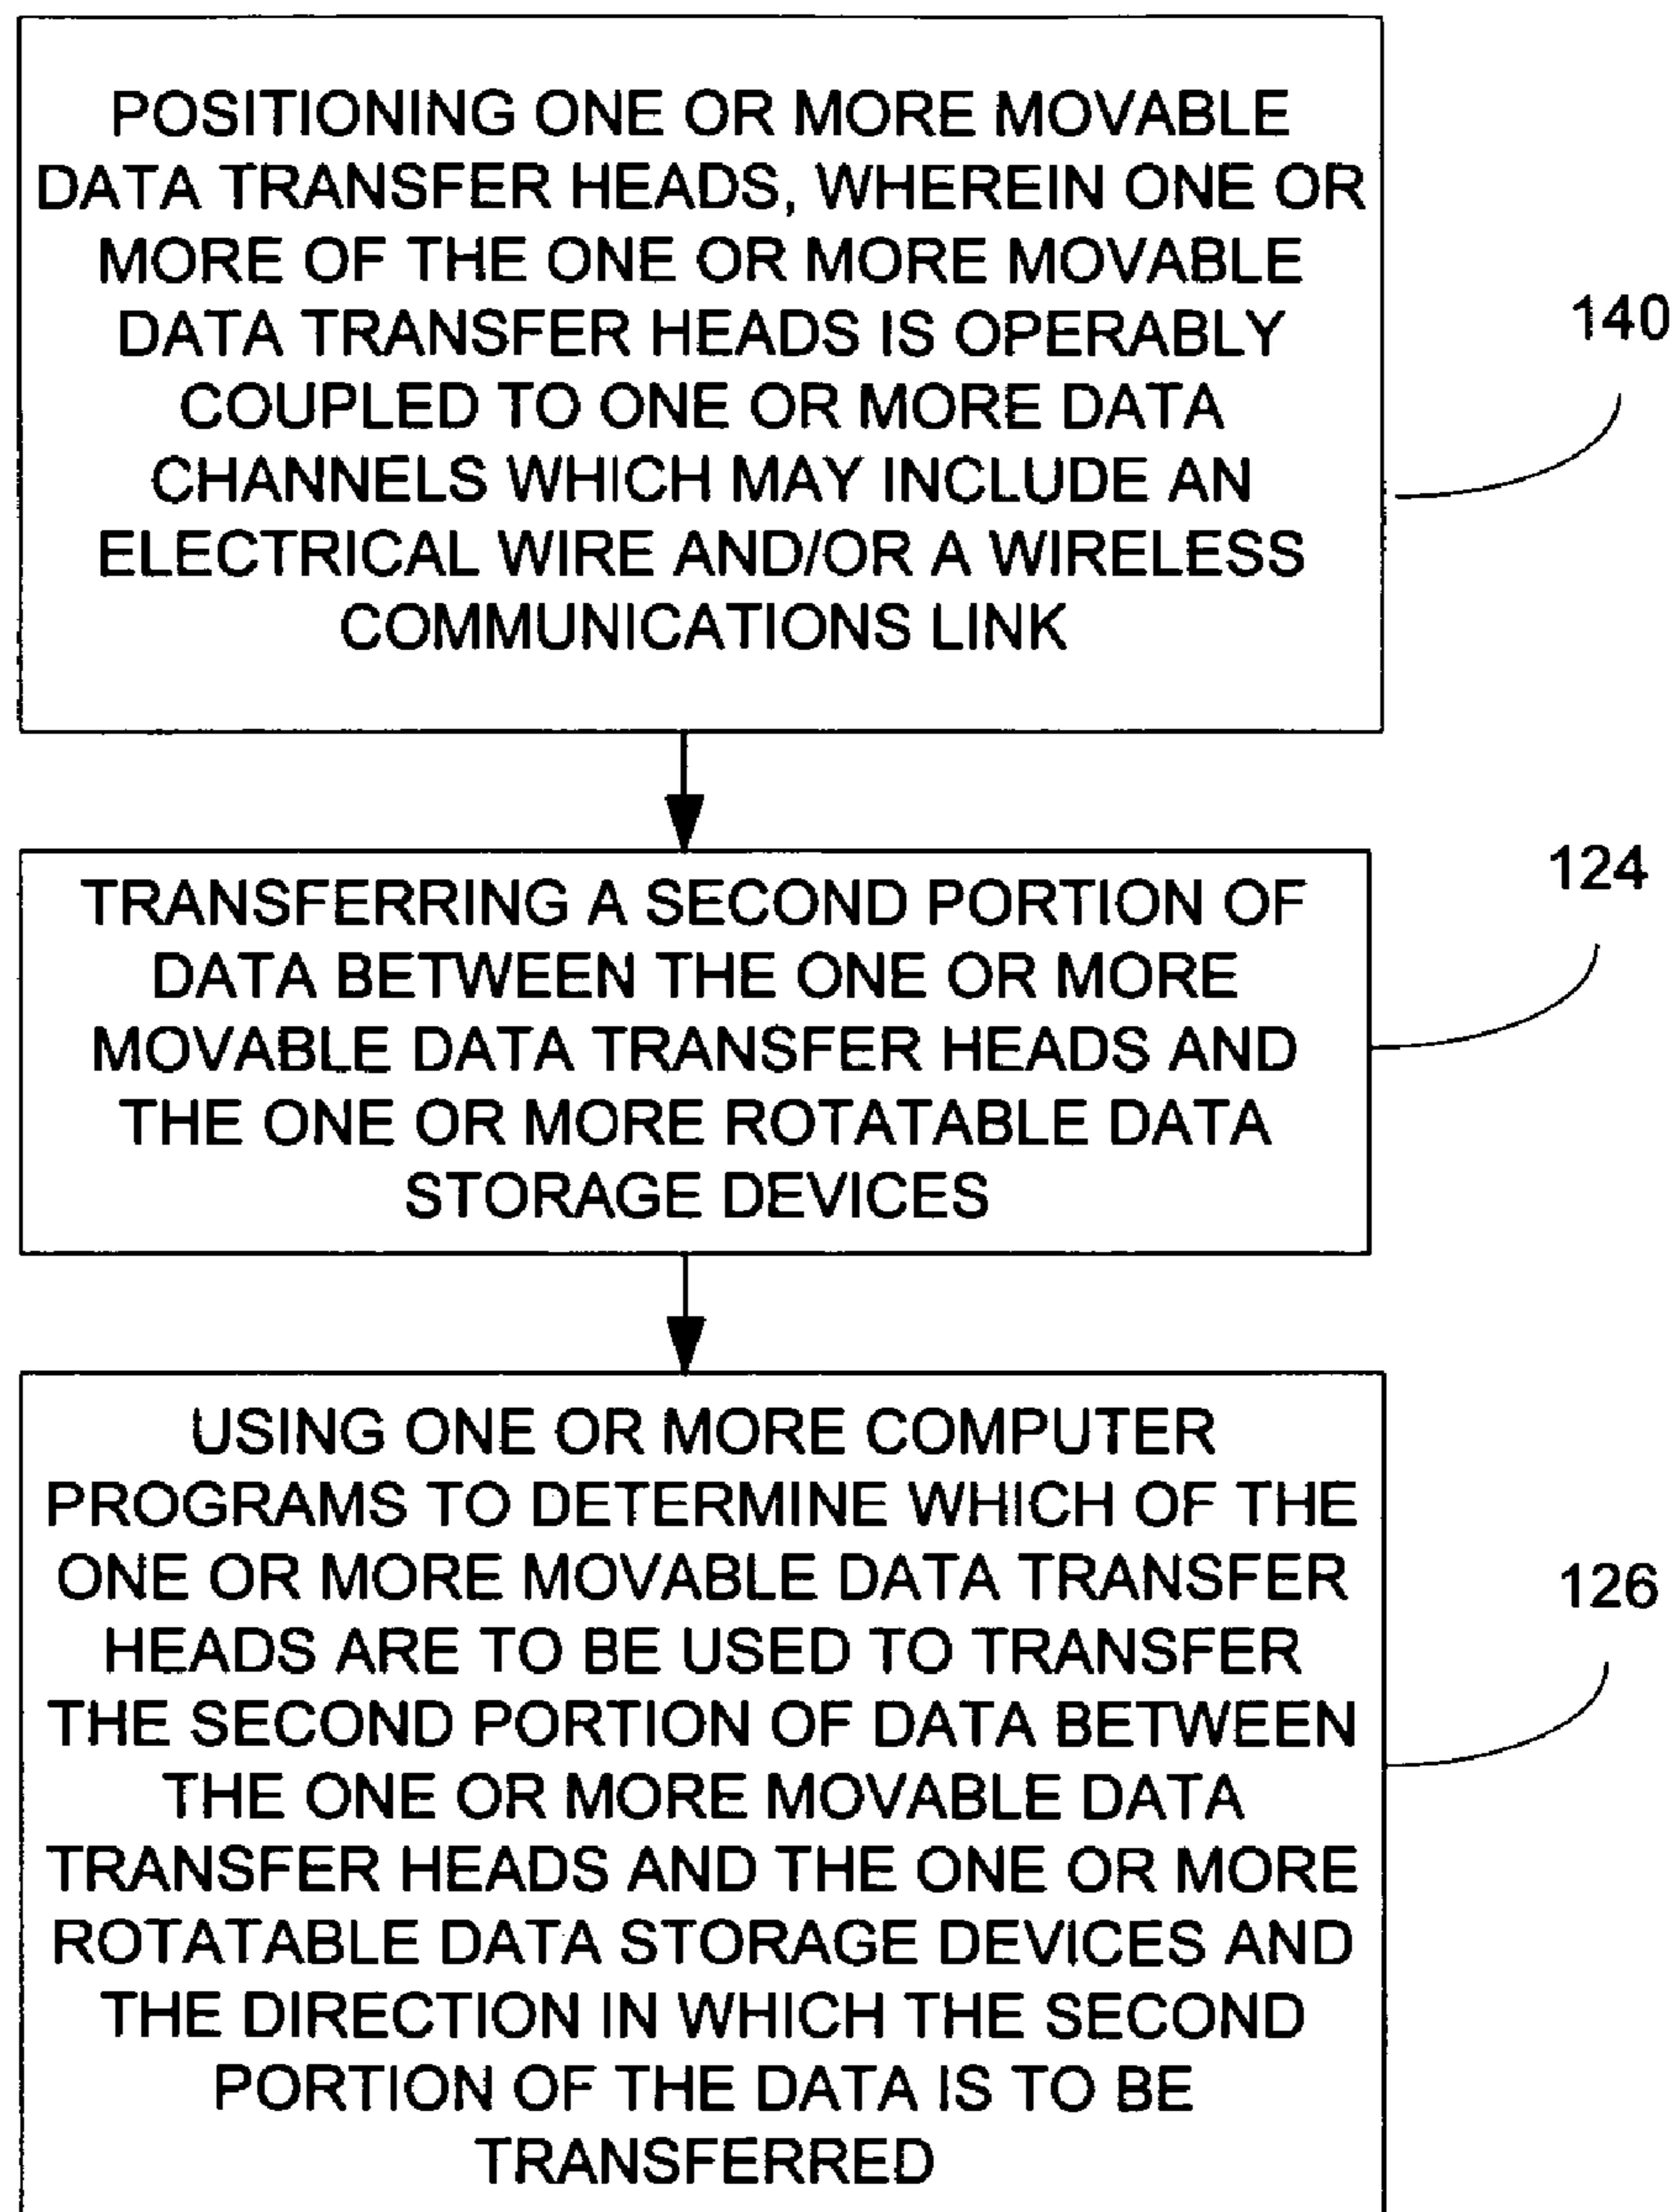 POSITIONING ONE OR MORE MOVABLE
DATA TRANSFER HEADS, WHEREIN ONE OR
MORE OF THE ONE OR MORE MOVABLE
DATA TRANSFER HEADS IS OPERABLY
COUPLED TO ONE OR MORE DATA
CHANNELS WHICH MAY INCLUDE AN
ELECTRICAL WIRE AND/OR A WIRELESS
COMMUNICATIONS LINK
140
TRANSFERRING A SECOND PORTION OF
DATA BETWEEN THE ONE OR MORE
MOVABLE DATA TRANSFER HEADS AND
THE ONE OR MORE ROTATABLE DATA
STORAGE DEVICES
124
USING ONE OR MORE COMPUTER
PROGRAMS TO DETERMINE WHICH OF THE
ONE OR MORE MOVABLE DATA TRANSFER
HEADS ARE TO BE USED TO TRANSFER
THE SECOND PORTION OF DATA BETWEEN
THE ONE OR MORE MOVABLE DATA
TRANSFER HEADS AND THE ONE OR MORE
ROTATABLE DATA STORAGE DEVICES AND
THE DIRECTION IN WHICH THE SECOND
PORTION OF THE DATA IS TO BE
TRANSFERRED
126